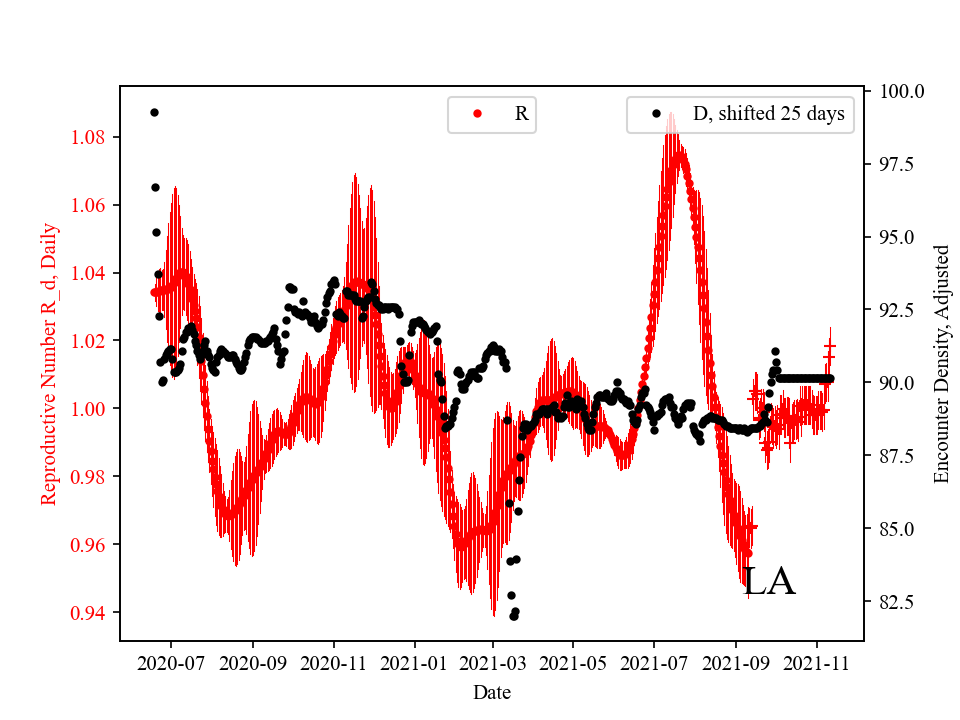 R
D, shifted 25 days
Reproductive Number R_d, Daily
1.08
1.06
1.04
1.02
1.00
0.98
0.96
0.94
100.0
97.5
95.0
92.5
90.0
87.5
85.0
82.5
Encounter Density, Adjusted
LA
2020-07 2020-09 2020-11 2021-01 2021-03 2021-05 2021-07 2021-09 2021-11
Date